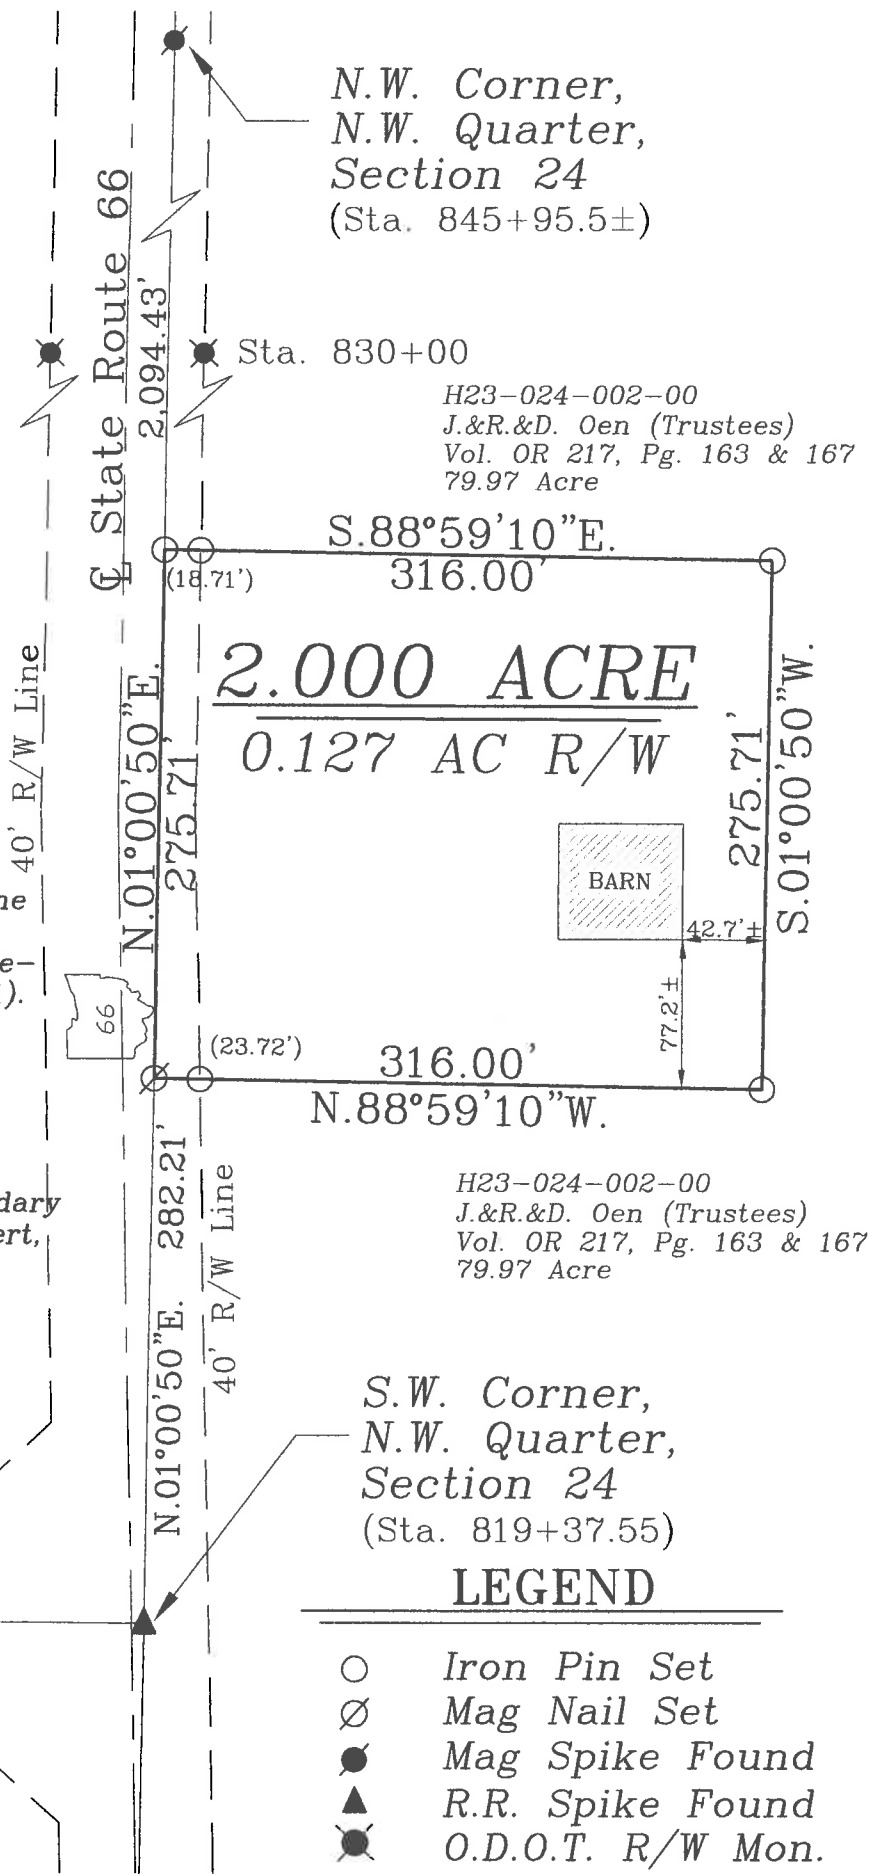 N.W. Corner,
N.W. Quarter,
Section 24
(Sta. 845+95.5±)
℄ State Route 66
2,094.43'
Sta. 830+00
H23-024-002-00
J.&R.&D. Oen (Trustees)
Vol. OR 217, Pg. 163 & 167
79.97 Acre
S.88°59'10"E.
316.00'
(18.71')
2.000 ACRE
0.127 AC R/W
40' R/W Line
N.01°00'50"E.
275.71'
275.71'
S.01°00'50"W.
BARN
42.7'±
77.2'±
66
(23.72')
316.00'
N.88°59'10"W.
282.21'
N.01°00'50"E.
40' R/W Line
H23-024-002-00
J.&R.&D. Oen (Trustees)
Vol. OR 217, Pg. 163 & 167
79.97 Acre
S.W. Corner,
N.W. Quarter,
Section 24
(Sta. 819+37.55)
LEGEND
Iron Pin Set
Mag Nail Set
Mag Spike Found
R.R. Spike Found
O.D.O.T. R/W Mon.